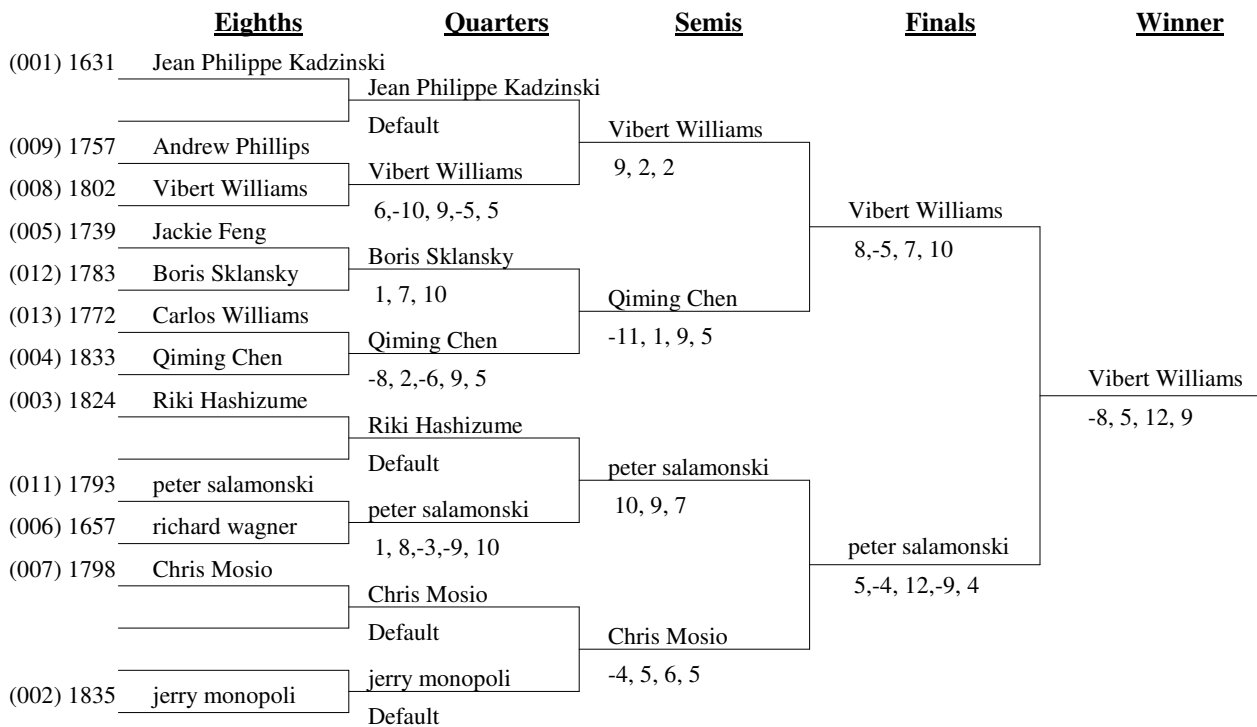 Eighths Quarters Semis Finals Winner
(001) 1631 Jean Philippe Kadzinski
Jean Philippe Kadzinski
Default
Vibert Williams
(009) 1757 Andrew Phillips
9, 2, 2
Vibert Williams
(008) 1802 Vibert Williams
6,-10, 9,-5, 5
Vibert Williams
(005) 1739 Jackie Feng
8,-5, 7, 10
Boris Sklansky
(012) 1783 Boris Sklansky
1, 7, 10
Qiming Chen
(013) 1772 Carlos Williams
-11, 1, 9, 5
Qiming Chen
(004) 1833 Qiming Chen
-8, 2,-6, 9, 5
Vibert Williams
(003) 1824 Riki Hashizume
-8, 5, 12, 9
Riki Hashizume
Default
peter salamonski
(011) 1793 peter salamonski
10, 9, 7
peter salamonski
(006) 1657 richard wagner
1, 8,-3,-9, 10
peter salamonski
(007) 1798 Chris Mosio
5,-4, 12,-9, 4
Chris Mosio
Default
Chris Mosio
-4, 5, 6, 5
jerry monopoli
(002) 1835 jerry monopoli
Default